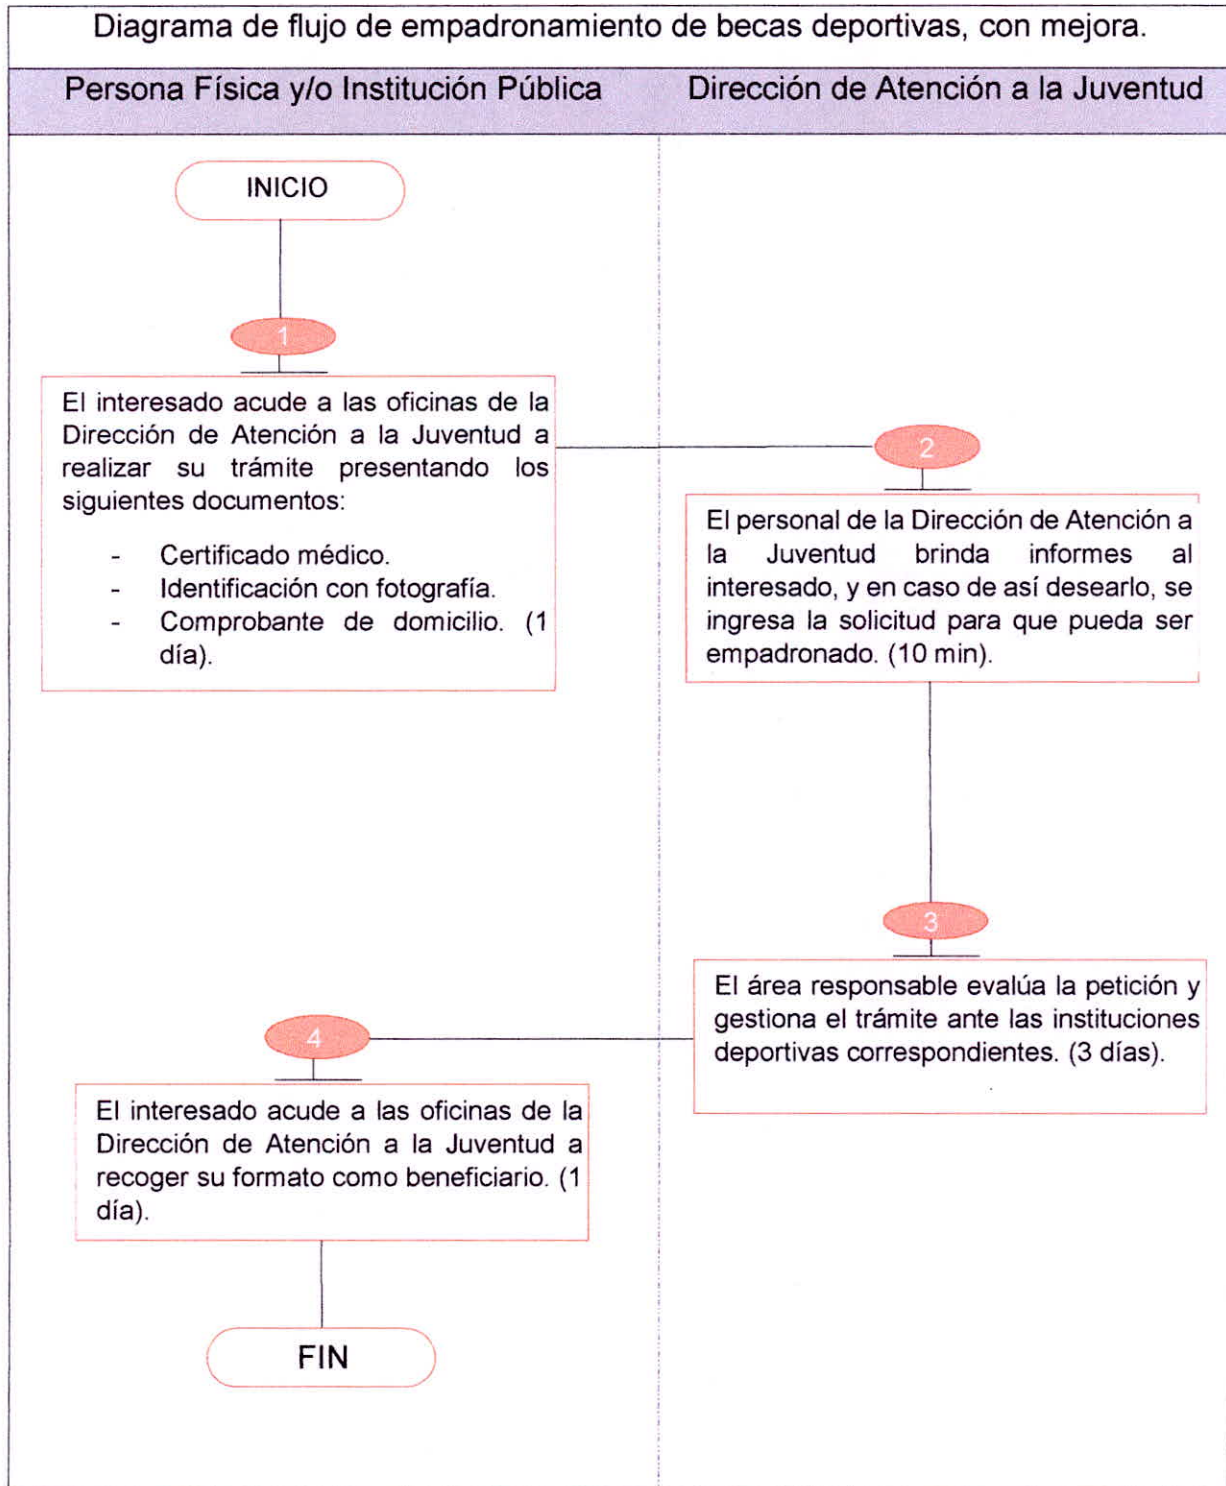 Diagrama de flujo de empadronamiento de becas deportivas, con mejora.
Persona Física y/o Institución Pública
Dirección de Atención a la Juventud
INICIO
1
El interesado acude a las oficinas de la
Dirección de Atención a la Juventud a
realizar su trámite presentando los
siguientes documentos:
- Certificado médico.
- Identificación con fotografía.
- Comprobante de domicilio. (1
día).
2
El personal de la Dirección de Atención a
la Juventud brinda informes al
interesado, y en caso de así desearlo, se
ingresa la solicitud para que pueda ser
empadronado. (10 min).
3
El área responsable evalúa la petición y
gestiona el trámite ante las instituciones
deportivas correspondientes. (3 días).
4
El interesado acude a las oficinas de la
Dirección de Atención a la Juventud a
recoger su formato como beneficiario. (1
día).
FIN